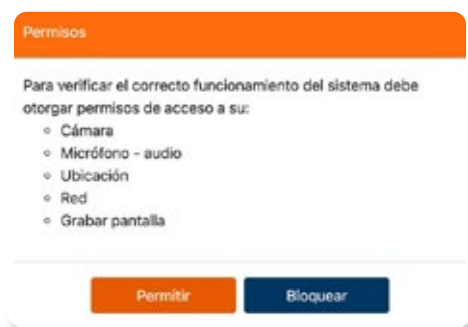 Permisos
Para verificar el correcto funcionamiento del sistema debe
otorgar permisos de acceso a su:
Cámara
Micrófono - audio
Ubicación
Red
Grabar pantalla
Permitir
Bloquear